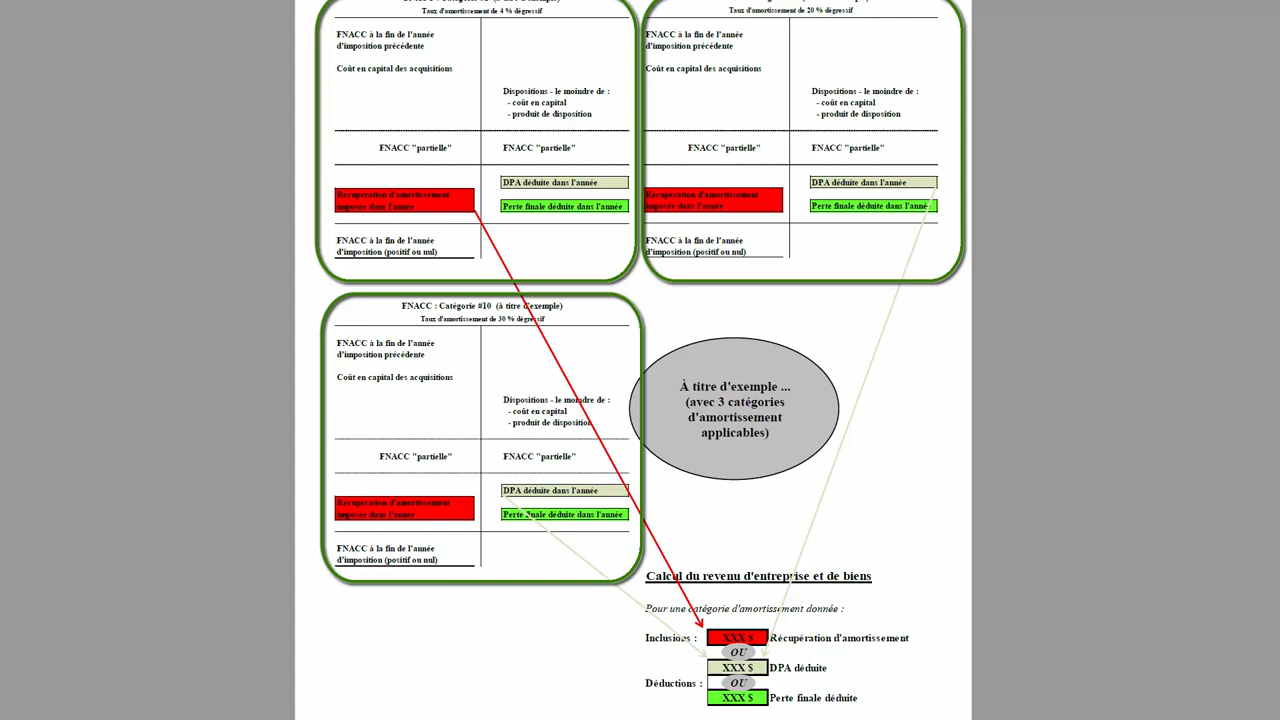 Taux d'amortissement de 4 % dégressif
FNACC à la fin de l'année
d'imposition précédente
Coût en capital des acquisitions
Dispositions - le moindre de :
- coût en capital
- produit de disposition
FNACC "partielle"
FNACC "partielle"
DPA déduite dans l'année
Récupération d'amortissement
imposée dans l'année
Perte finale déduite dans l'année
FNACC à la fin de l'année
d'imposition (positif ou nul)
Taux d'amortissement de 20 % dégressif
FNACC à la fin de l'année
d'imposition précédente
Coût en capital des acquisitions
Dispositions - le moindre de :
- coût en capital
- produit de disposition
FNACC "partielle"
FNACC "partielle"
DPA déduite dans l'année
Récupération d'amortissement
imposée dans l'année
Perte finale déduite dans l'année
FNACC à la fin de l'année
d'imposition (positif ou nul)
FNACC : Catégorie #10 (à titre d'exemple)
Taux d'amortissement de 30 % dégressif
FNACC à la fin de l'année
d'imposition précédente
Coût en capital des acquisitions
Dispositions - le moindre de :
- coût en capital
- produit de disposition
FNACC "partielle"
FNACC "partielle"
DPA déduite dans l'année
Récupération d'amortissement
imposée dans l'année
Perte finale déduite dans l'année
FNACC à la fin de l'année
d'imposition (positif ou nul)
À titre d'exemple ...
(avec 3 catégories
d'amortissement
applicables)
Calcul du revenu d'entreprise et de biens
Pour une catégorie d'amortissement donnée :
Inclusions : XXX $ Récupération d'amortissement
OU
XXX $ DPA déduite
Déductions : OU
XXX $ Perte finale déduite